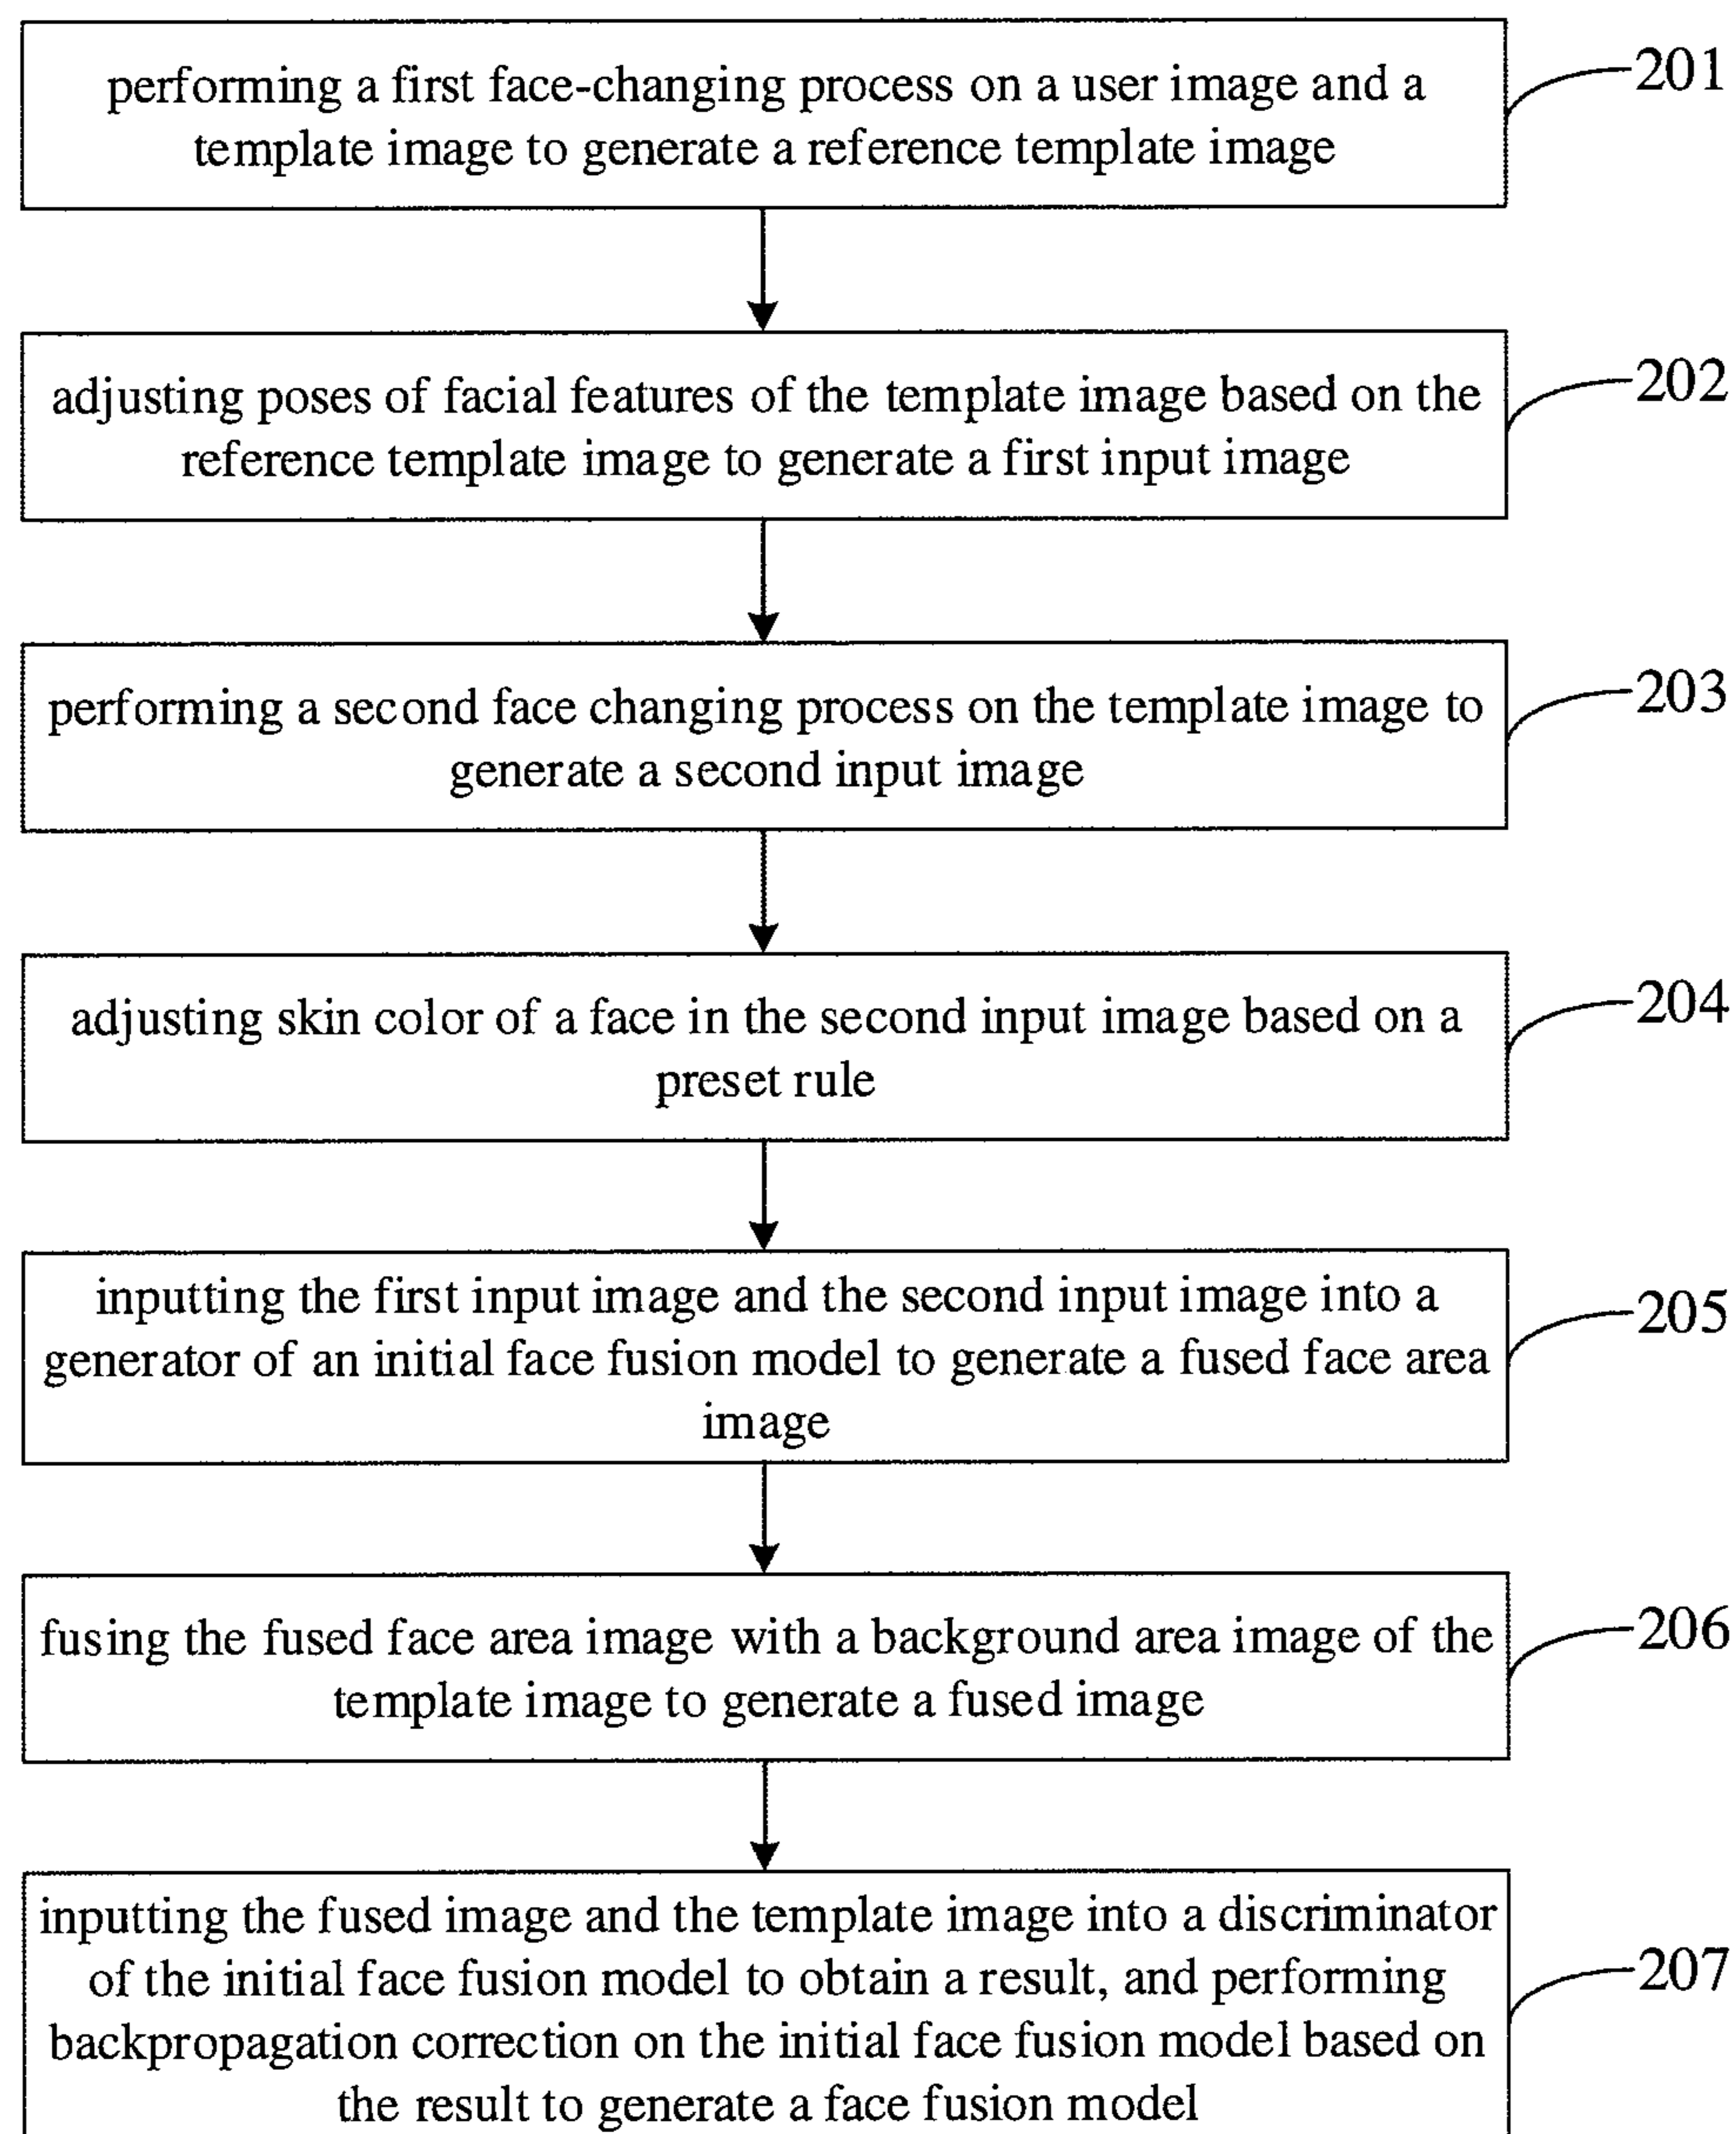 performing a first face-changing process on a user image and a
template image to generate a reference template image
201
adjusting poses of facial features of the template image based on the
reference template image to generate a first input image
202
performing a second face changing process on the template image to
generate a second input image
203
adjusting skin color of a face in the second input image based on a
preset rule
204
inputting the first input image and the second input image into a
generator of an initial face fusion model to generate a fused face area
image
205
fusing the fused face area image with a background area image of the
template image to generate a fused image
206
inputting the fused image and the template image into a discriminator
of the initial face fusion model to obtain a result, and performing
backpropagation correction on the initial face fusion model based on
the result to generate a face fusion model
207